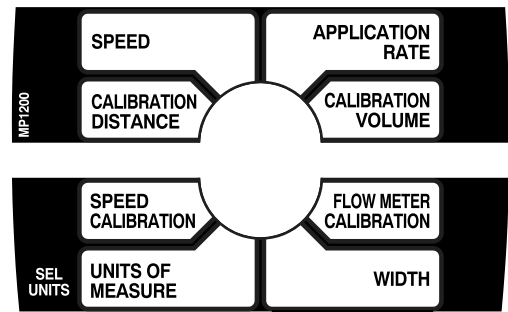 SPEED
APPLICATION
RATE
MP1200
CALIBRATION
DISTANCE
CALIBRATION
VOLUME
SPEED
CALIBRATION
FLOW METER
CALIBRATION
SEL
UNITS
UNITS OF
MEASURE
WIDTH